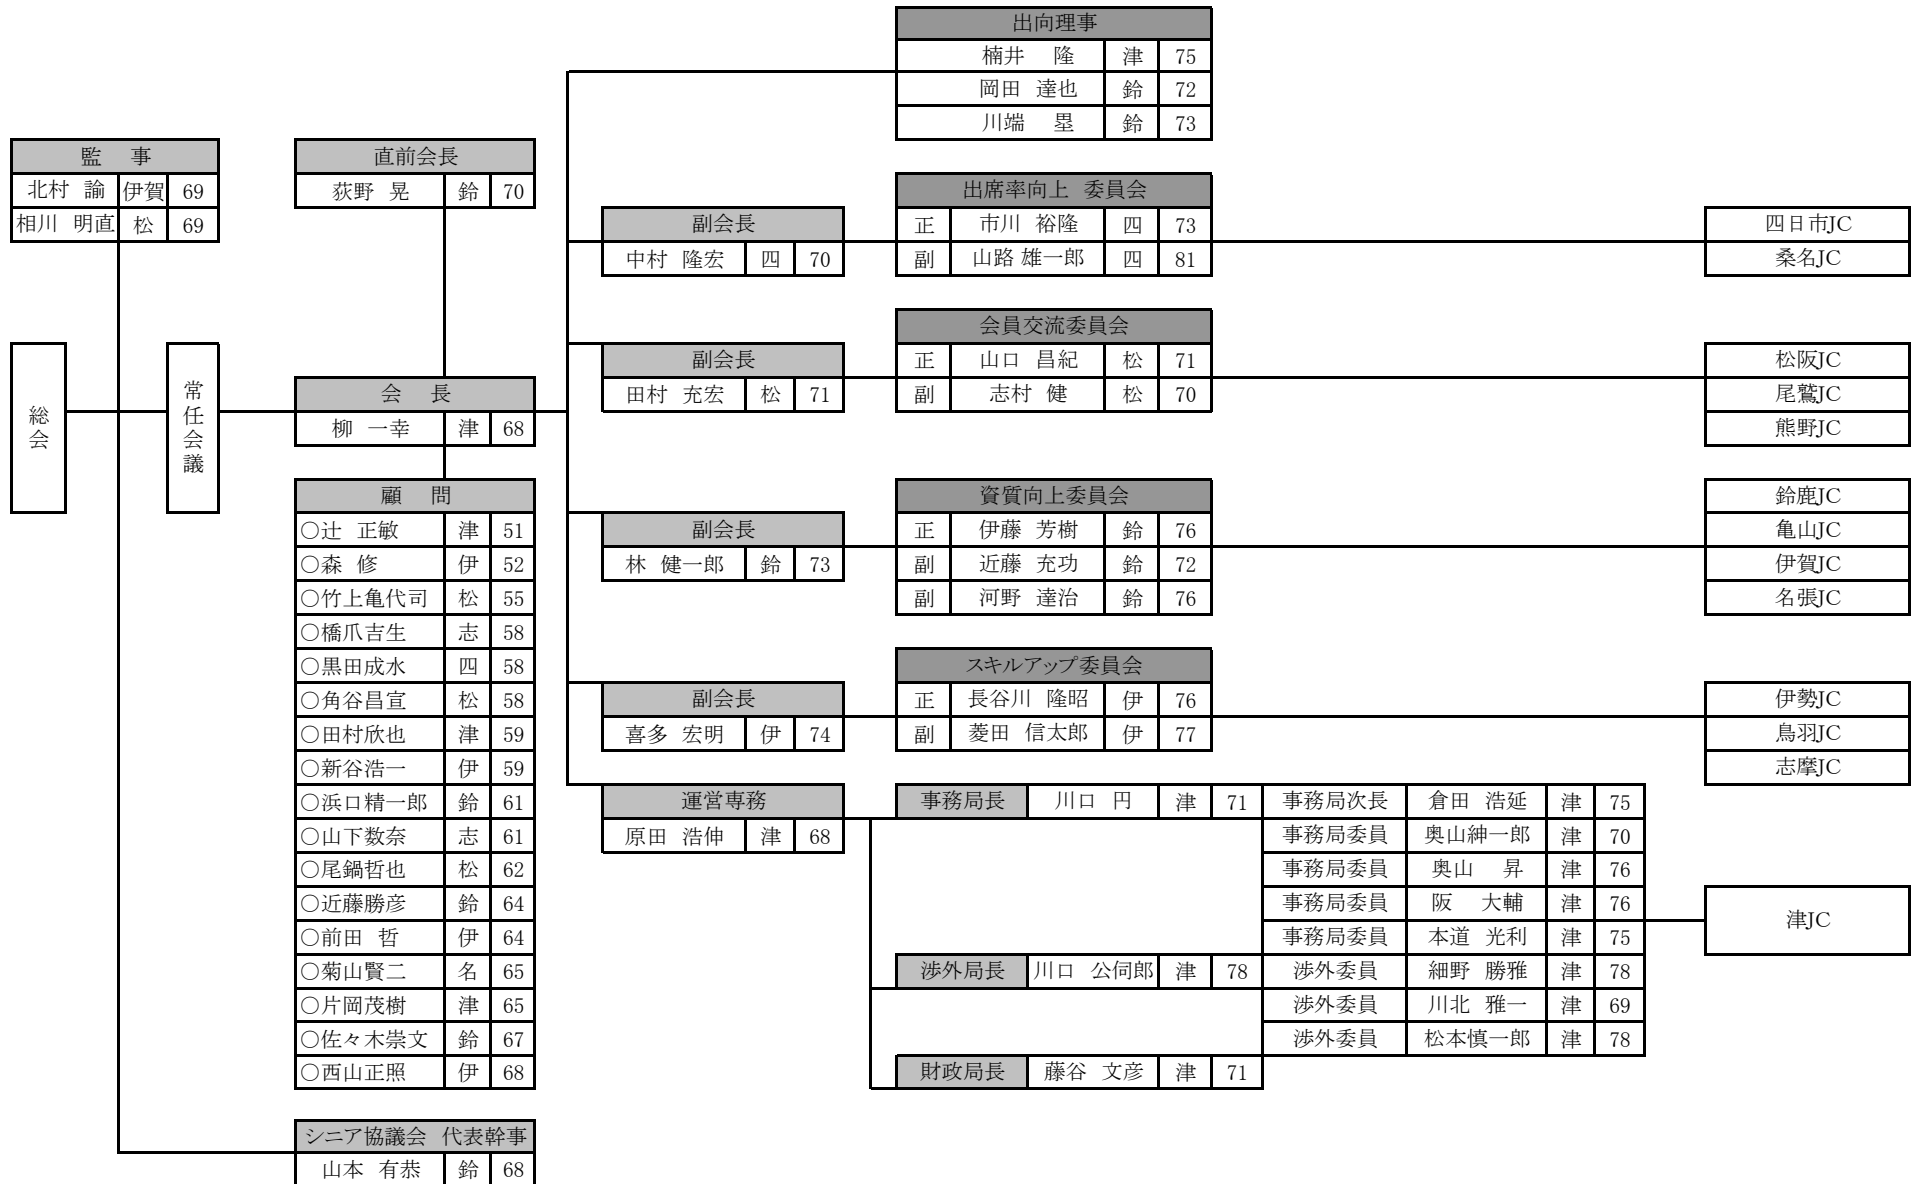 出向理事
楠井 隆 津 75
岡田 達也 鈴 72
川端 塁 鈴 73
監 事
北村 諭 伊賀 69
相川 明直 松 69
直前会長
荻野 晃 鈴 70
総会
常任会議
会 長
柳 一幸 津 68
顧 問
○辻 正敏 津 51
○森 修 伊 52
○竹上亀代司 松 55
○橋爪吉生 志 58
○黒田成水 四 58
○角谷昌宣 松 58
○田村欣也 津 59
○新谷浩一 伊 59
○浜口精一郎 鈴 61
○山下数奈 志 61
○尾鍋哲也 松 62
○近藤勝彦 鈴 64
○前田 哲 伊 64
○菊山賢二 名 65
○片岡茂樹 津 65
○佐々木崇文 鈴 67
○西山正照 伊 68
シニア協議会 代表幹事
山本 有恭 鈴 68
副会長
中村 隆宏 四 70
出席率向上 委員会
正 市川 裕隆 四 73
副 山路 雄一郎 四 81
四日市JC
桑名JC
副会長
田村 充宏 松 71
会員交流委員会
正 山口 昌紀 松 71
副 志村 健 松 70
松阪JC
尾鷲JC
熊野JC
副会長
林 健一郎 鈴 73
資質向上委員会
正 伊藤 芳樹 鈴 76
副 近藤 充功 鈴 72
副 河野 達治 鈴 76
鈴鹿JC
亀山JC
伊賀JC
名張JC
副会長
喜多 宏明 伊 74
スキルアップ委員会
正 長谷川 隆昭 伊 76
副 菱田 信太郎 伊 77
伊勢JC
鳥羽JC
志摩JC
運営専務
原田 浩伸 津 68
事務局長 川口 円 津 71 事務局次長 倉田 浩延 津 75
事務局委員 奥山紳一郎 津 70
事務局委員 奥山 昇 津 76
事務局委員 阪 大輔 津 76
事務局委員 本道 光利 津 75
渉外局長 川口 公伺郎 津 78 渉外委員 細野 勝雅 津 78
渉外委員 川北 雅一 津 69
渉外委員 松本慎一郎 津 78
財政局長 藤谷 文彦 津 71
津JC